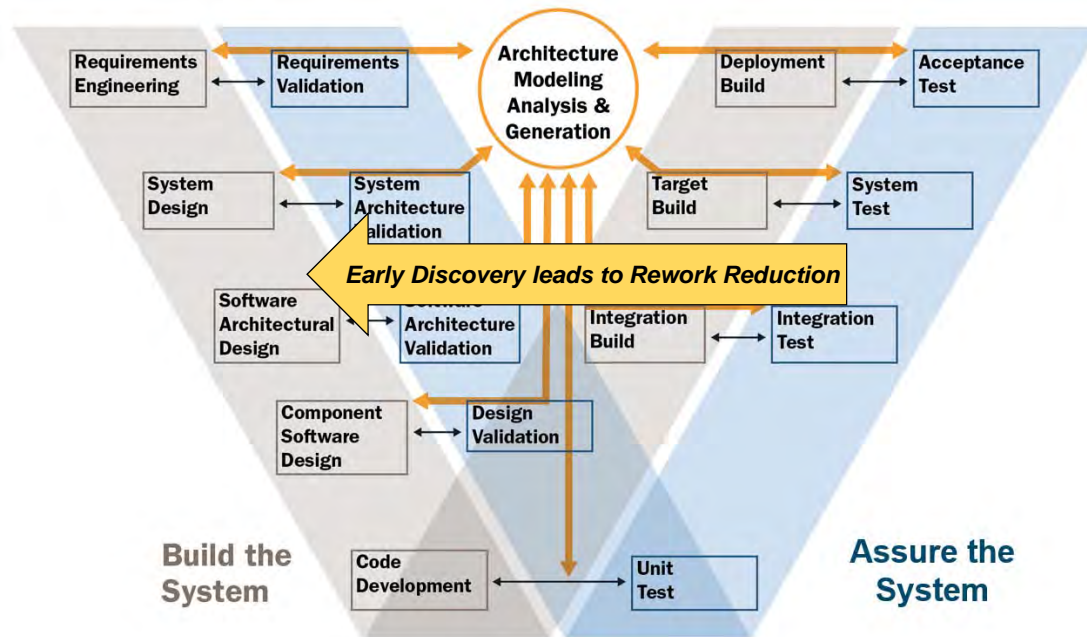 Architecture
Modeling
Analysis &
Generation
Requirements
Engineering
Requirements
Validation
Deployment
Build
Acceptance
Test
System
Design
System
Architecture
Validation
Target
Build
System
Test
Early Discovery leads to Rework Reduction
Software
Architectural
Design
Software
Architecture
Validation
Integration
Build
Integration
Test
Component
Software
Design
Design
Validation
Build the
System
Code
Development
Unit
Test
Assure the
System